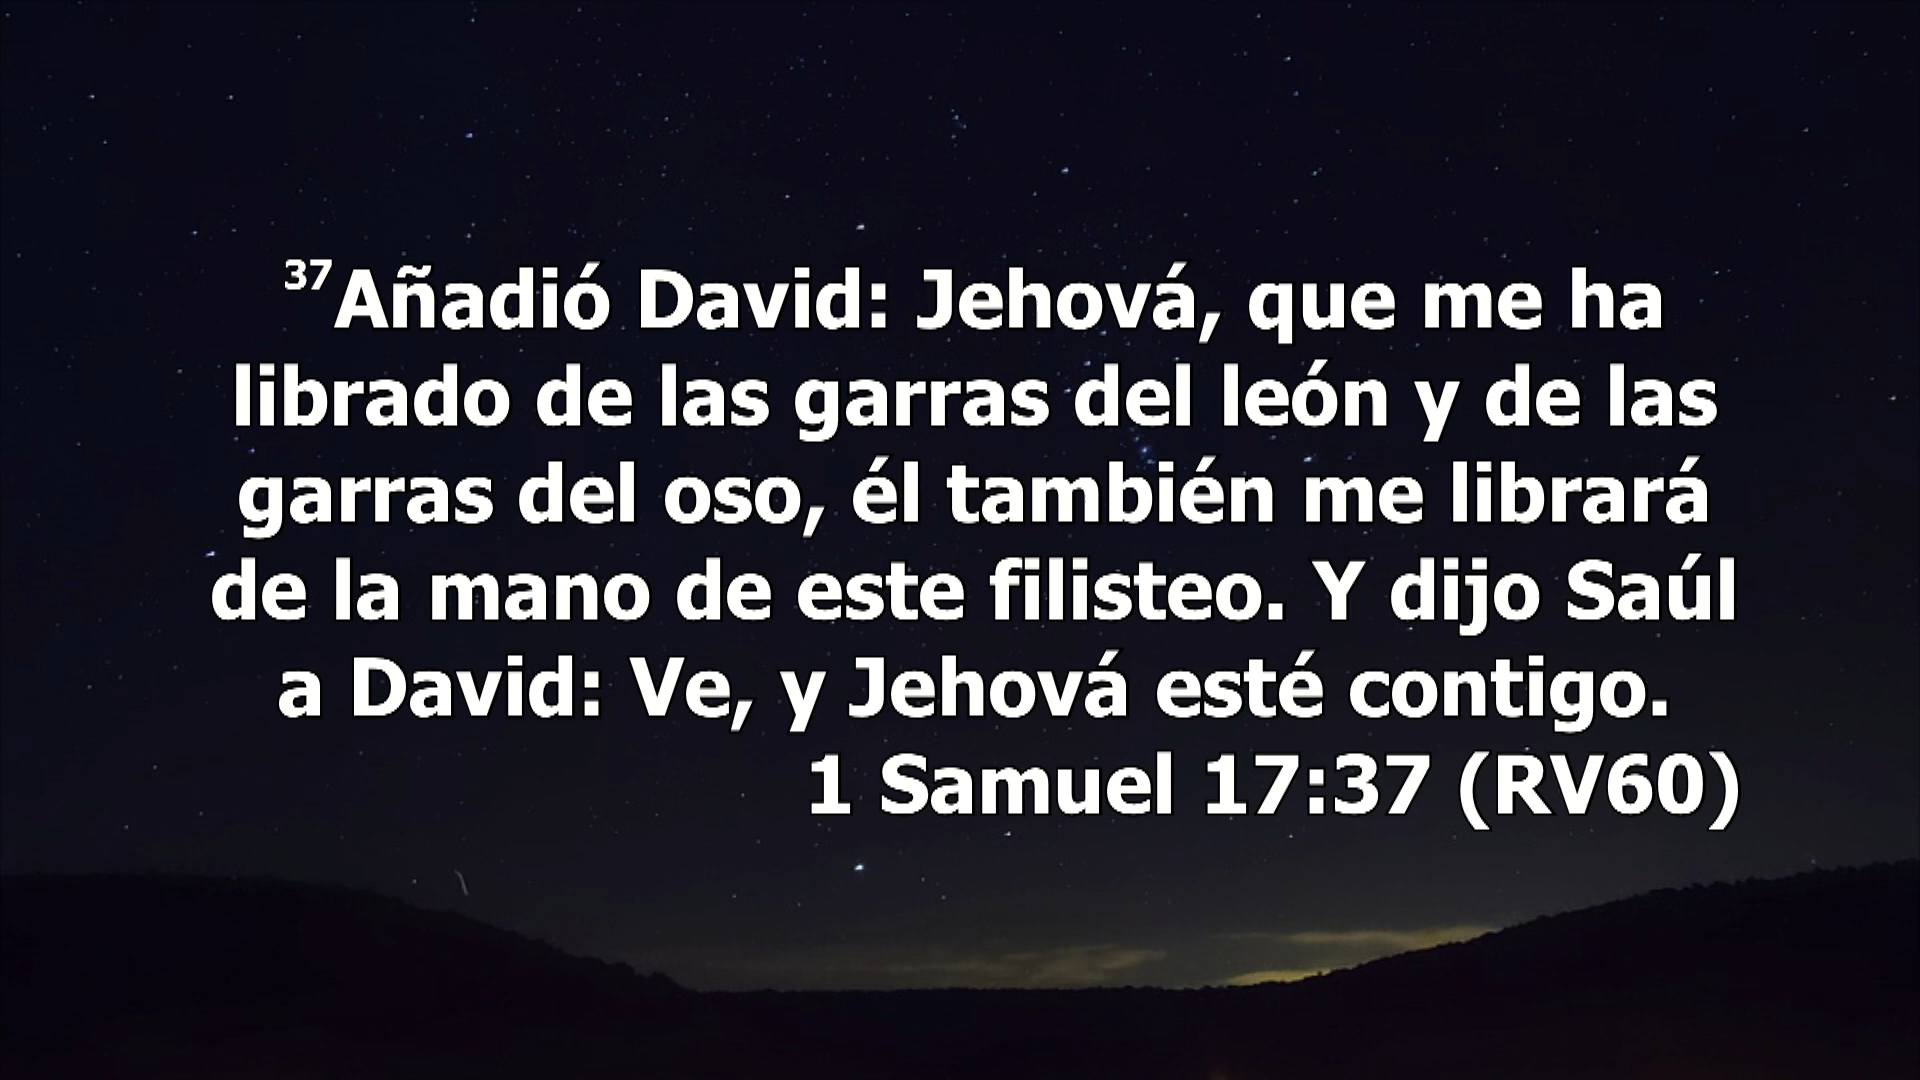 37Añadió David: Jehová, que me ha
librado de las garras del león y de las
garras del oso, él también me librará
de la mano de este filisteo. Y dijo Saúl
a David: Ve, y Jehová esté contigo.
1 Samuel 17:37 (RV60)